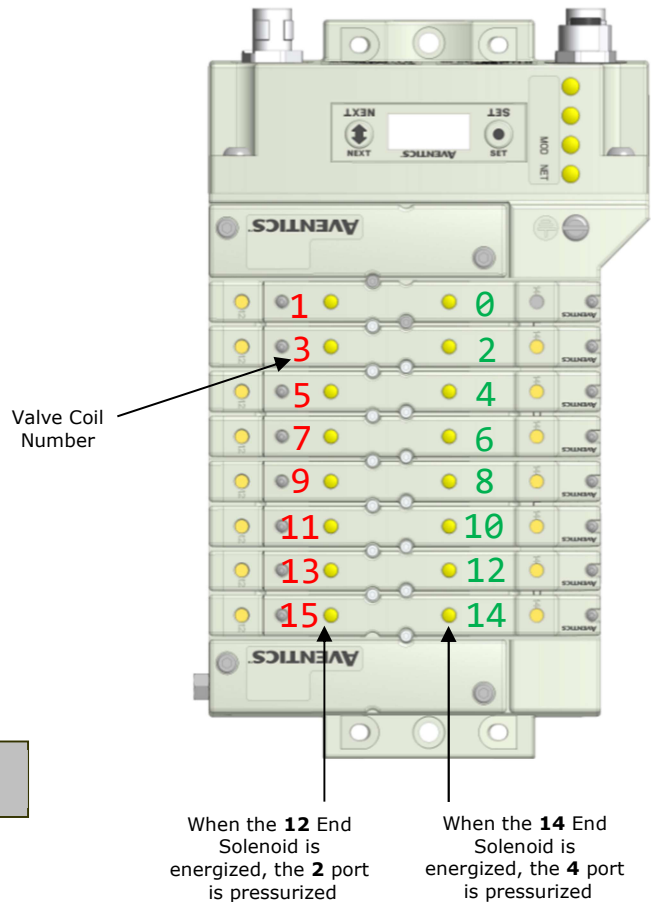 NEXT SET
NEXT AVENTICS SET
MOD NET
AVENTICS
1 0
3 2
5 4
7 6
9 8
11 10
13 12
15 14
Valve Coil
Number
AVENTICS
When the 12 End
Solenoid is
energized, the 2 port
is pressurized
When the 14 End
Solenoid is
energized, the 4 port
is pressurized